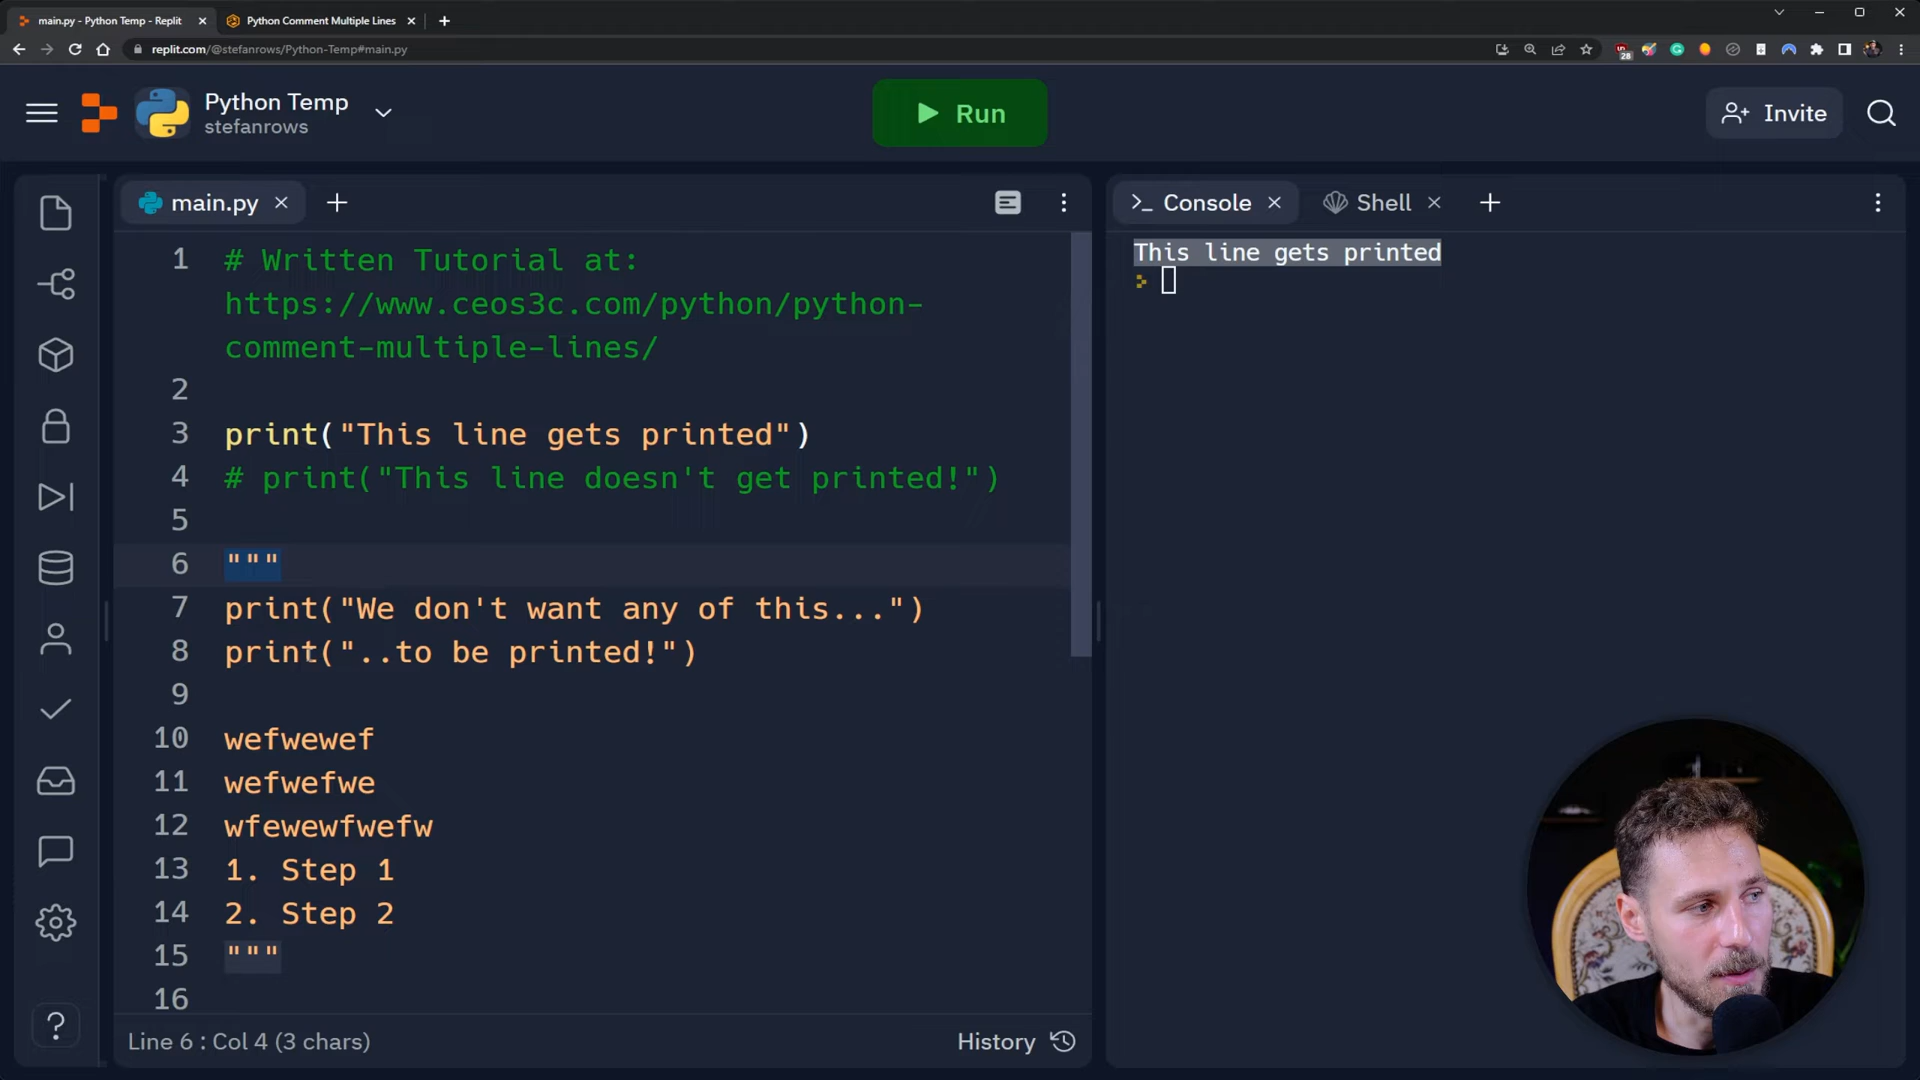 main.py - Python Temp - Replit
Python Comment Multiple Lines
replit.com/@stefanrows/Python-Temp#main.py
28
Python Temp
stefanrows
Run
Invite
main.py
Console
Shell
1 # Written Tutorial at:
https://www.ceos3c.com/python/python-
comment-multiple-lines/
2
3 print("This line gets printed")
4 # print("This line doesn't get printed!")
5
6 """
7 print("We don't want any of this...")
8 print("..to be printed!")
9
10 wefwewef
11 wefwefwe
12 wfewewfwefw
13 1. Step 1
14 2. Step 2
15 """
16
Line 6 : Col 4 (3 chars)
History
This line gets printed